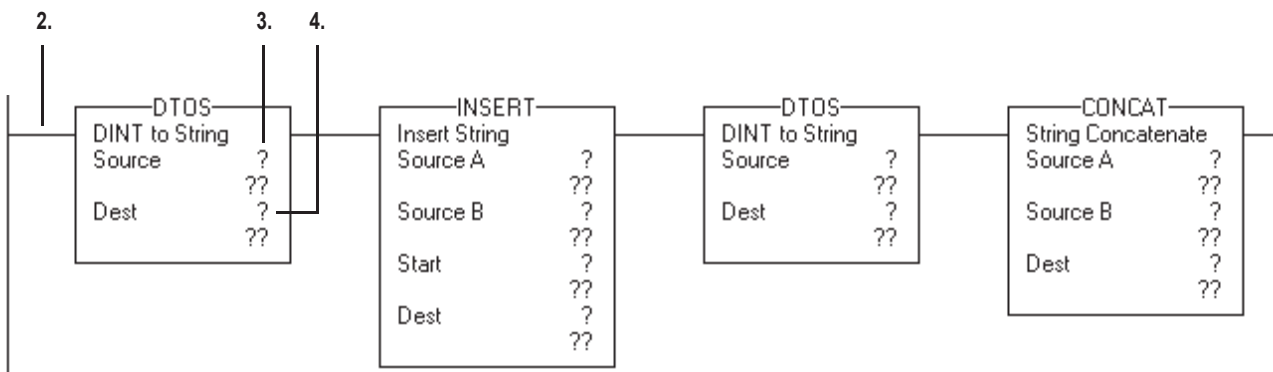 2. 3. 4.
DTOS
DINT to String
Source ?
??
Dest ?
??
INSERT
Insert String
Source A ?
??
Source B ?
??
Start ?
??
Dest ?
??
DTOS
DINT to String
Source ?
??
Dest ?
??
CONCAT
String Concatenate
Source A ?
??
Source B ?
??
Dest ?
??